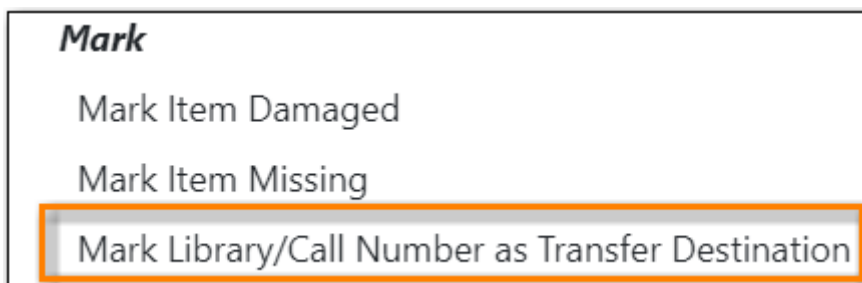 Mark
Mark Item Damaged
Mark Item Missing
Mark Library/Call Number as Transfer Destination